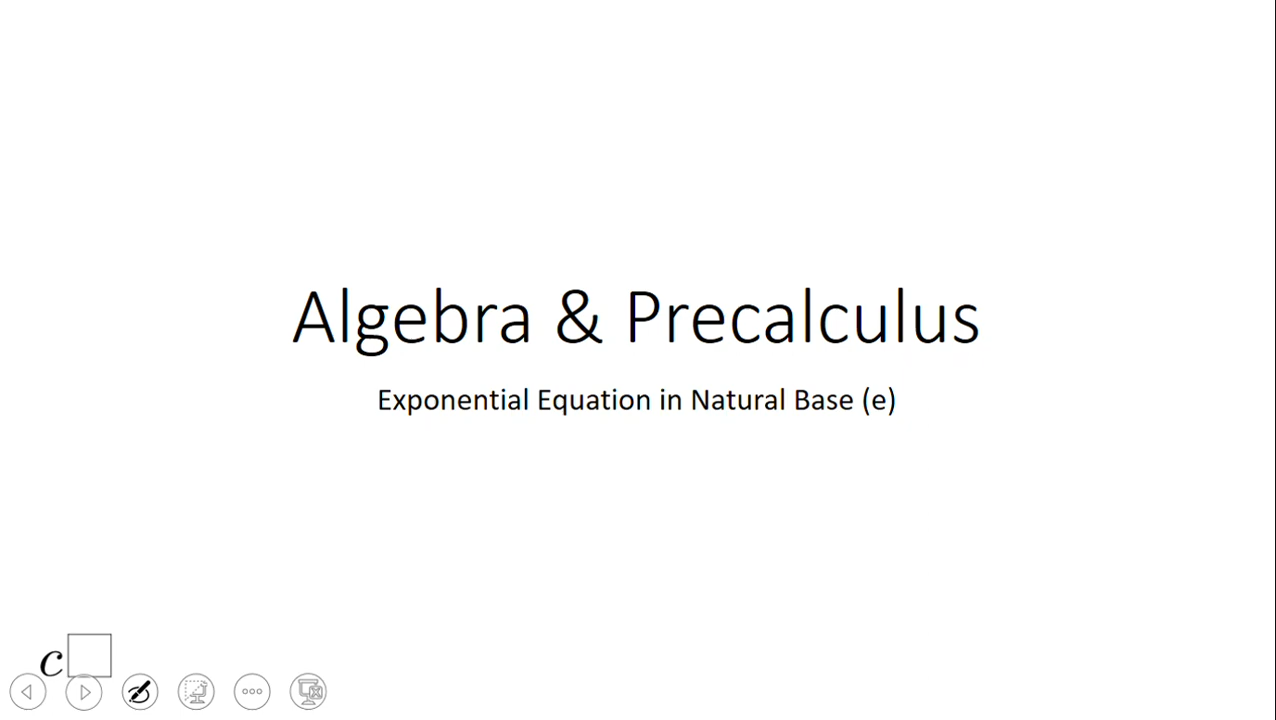 Algebra & Precalculus
Exponential Equation in Natural Base (e)
c